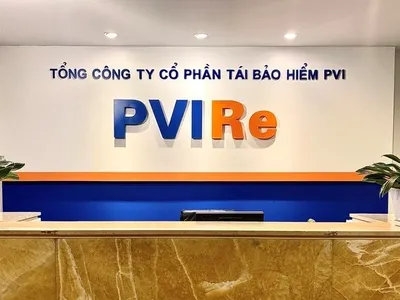 TỔNG CÔNG TY CỔ PHẦN TÁI BẢO HIỂM PVI
PVIRe